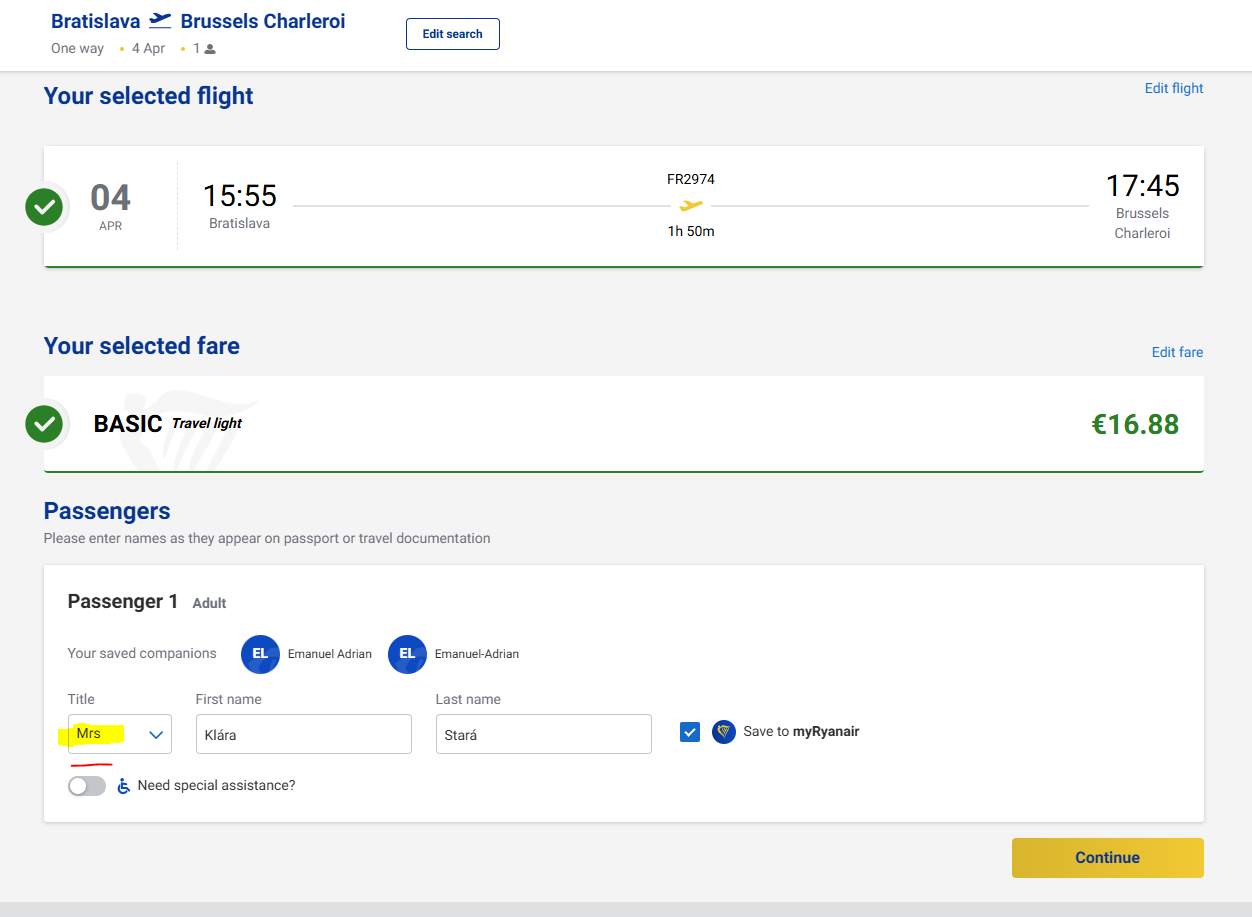 Bratislava Brussels Charleroi
One way • 4 Apr • 1
Edit search
Your selected flight
Edit flight
04
APR
15:55
Bratislava
FR2974
1h 50m
17:45
Brussels
Charleroi
Your selected fare
Edit fare
BASIC Travel light
€16.88
Passengers
Please enter names as they appear on passport or travel documentation
Passenger 1 Adult
Your saved companions EL Emanuel Adrian EL Emanuel-Adrian
Title First name Last name
Mrs Klára Stará Save to myRyanair
Need special assistance?
Continue